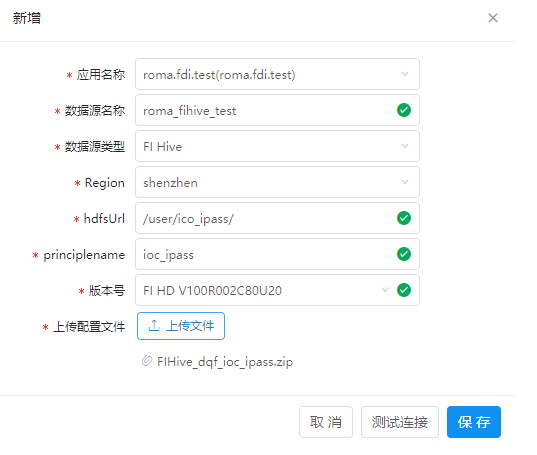 新增
* 应用名称 roma.fdi.test(roma.fdi.test)
* 数据源名称 roma_fihive_test
* 数据源类型 FI Hive
* Region shenzhen
* hdfsUrl /user/ico_ipass/
* principlename ioc_ipass
* 版本号 FI HD V100R002C80U20
* 上传配置文件 上传文件
FIHive_dqf_ioc_ipass.zip
取消 测试连接 保存